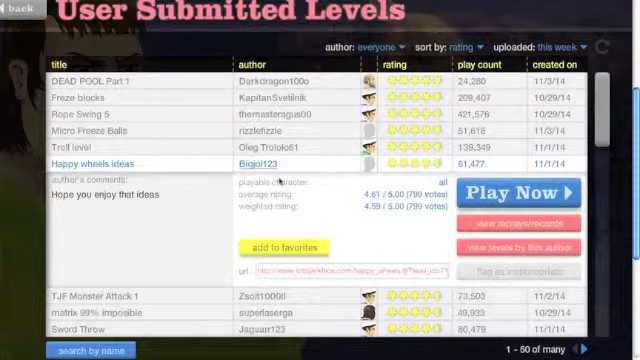 back
User Submitted Levels
author: everyone sort by: rating uploaded: this week
title author rating play count created on
DEAD POOL Part 1 Darkdragon100o 24,280 11/3/14
Freze blocks KapitanSvetilnik 209,407 10/29/14
Rope Swing 5 themasteragus00 421,576 10/29/14
Micro Freeze Balls rizzlefizzle 51,618 11/3/14
Troll level Oleg Trololo61 139,349 11/1/14
Happy wheels ideas Bigjol123 61,477 11/1/14
author's comments:
Hope you enjoy that ideas
playable character: all
average rating: 4.61 / 5.00 (799 votes)
weighted rating: 4.59 / 5.00 (799 votes)
Play Now
view replays/records
add to favorites
view levels by this author
url:
flag as inappropriate
TJF Monster Attack 1 Zsolt1000ll 73,503 11/2/14
matrix 99% imposible superlaserga 49,933 10/29/14
Sword Throw Jaguarr123 80,479 11/1/14
search by name
1 - 50 of many